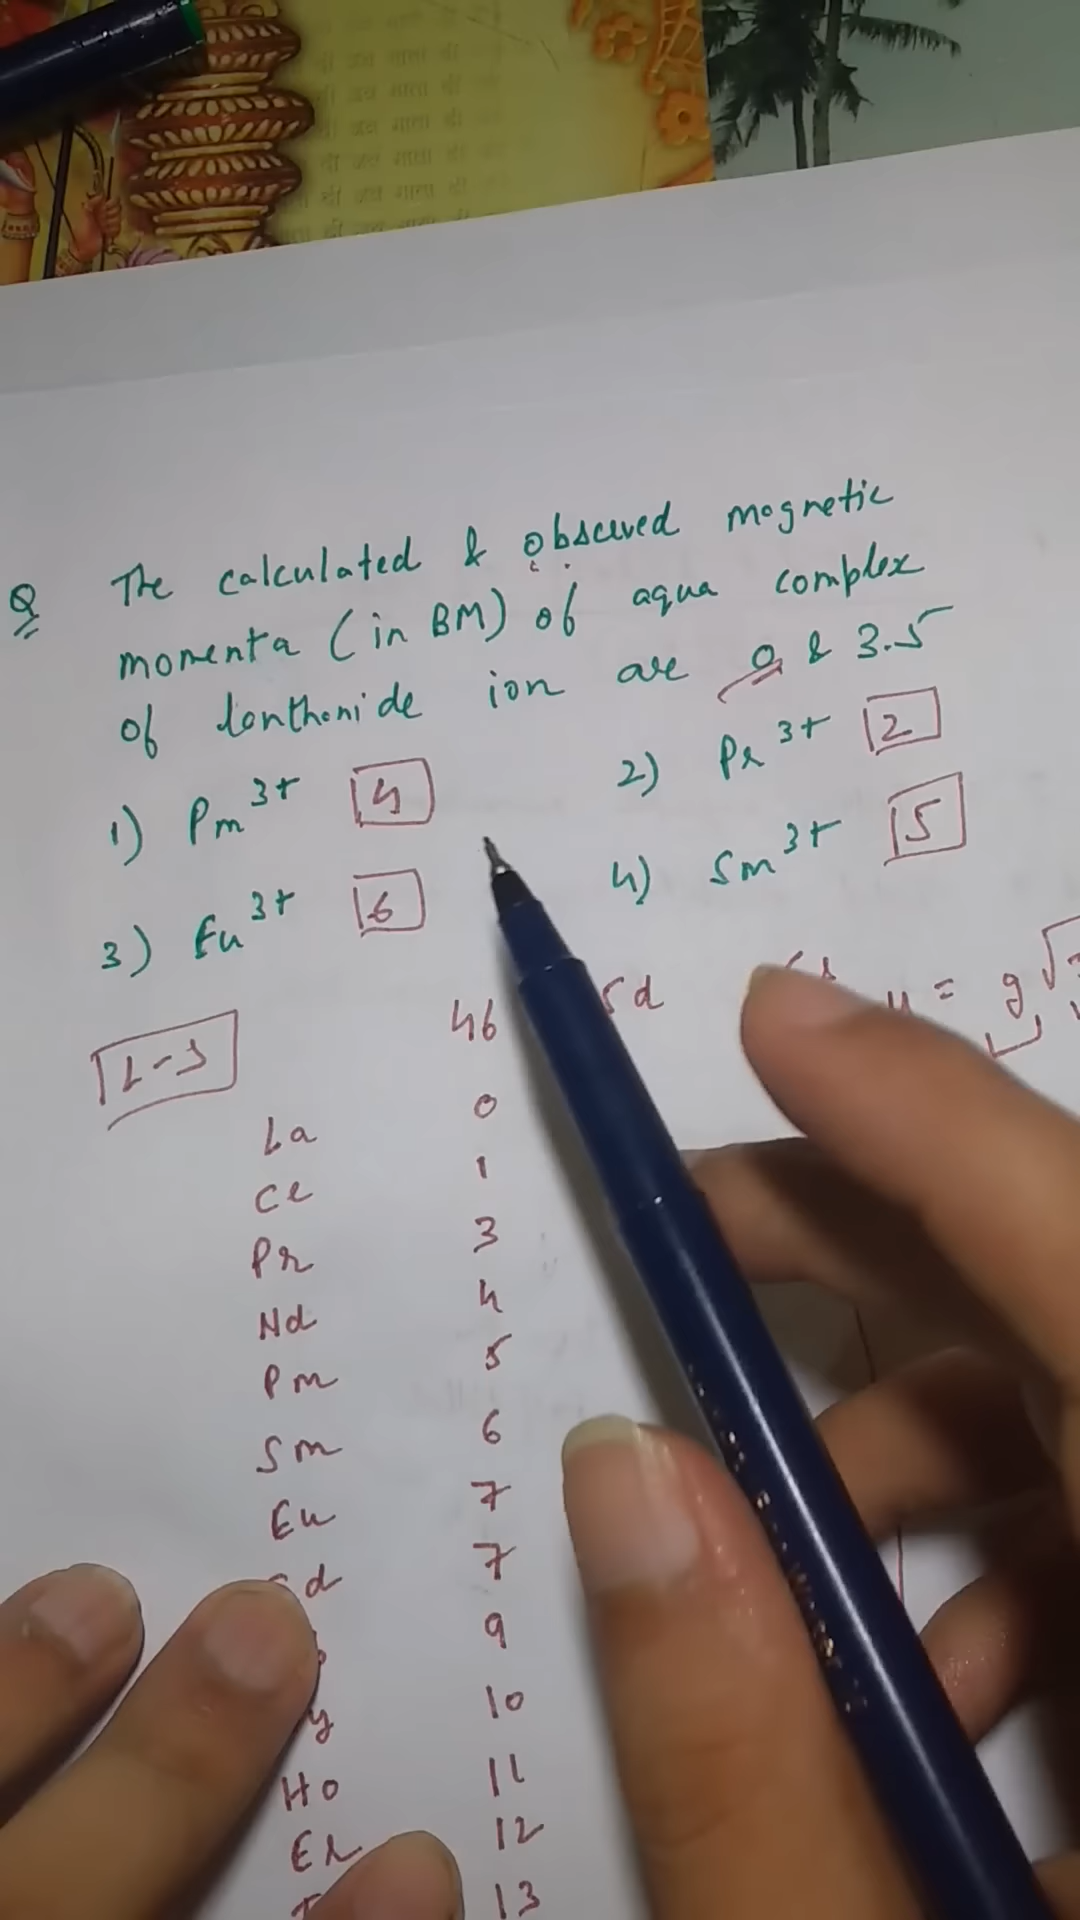 जय माता दी
Q The calculated & observed magnetic
momenta (in BM) of aqua complex
of lanthanide ion are 0 & 3.5
1) Pm3+ 4 2) Pr3+ 2
3) Eu3+ 6 4) Sm3+ 5
4f 5d μ = g√
L-S
La 0
Ce 1
Pr 3
Nd 4
Pm 5
Sm 6
Eu 7
d 7
9
y 10
Ho 11
Er 12
13